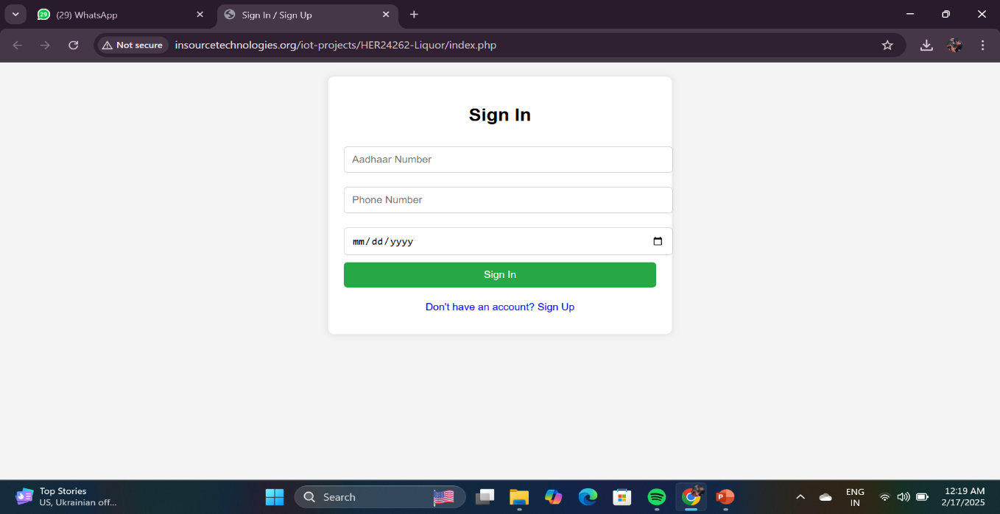 (29) WhatsApp
Sign In / Sign Up
Not secure
insourcetechnologies.org/iot-projects/HER24262-Liquor/index.php
Sign In
Aadhaar Number
Phone Number
mm/dd/yyyy
Sign In
Don't have an account? Sign Up
Top Stories
US, Ukrainian off...
Search
ENG
IN
12:19 AM
2/17/2025